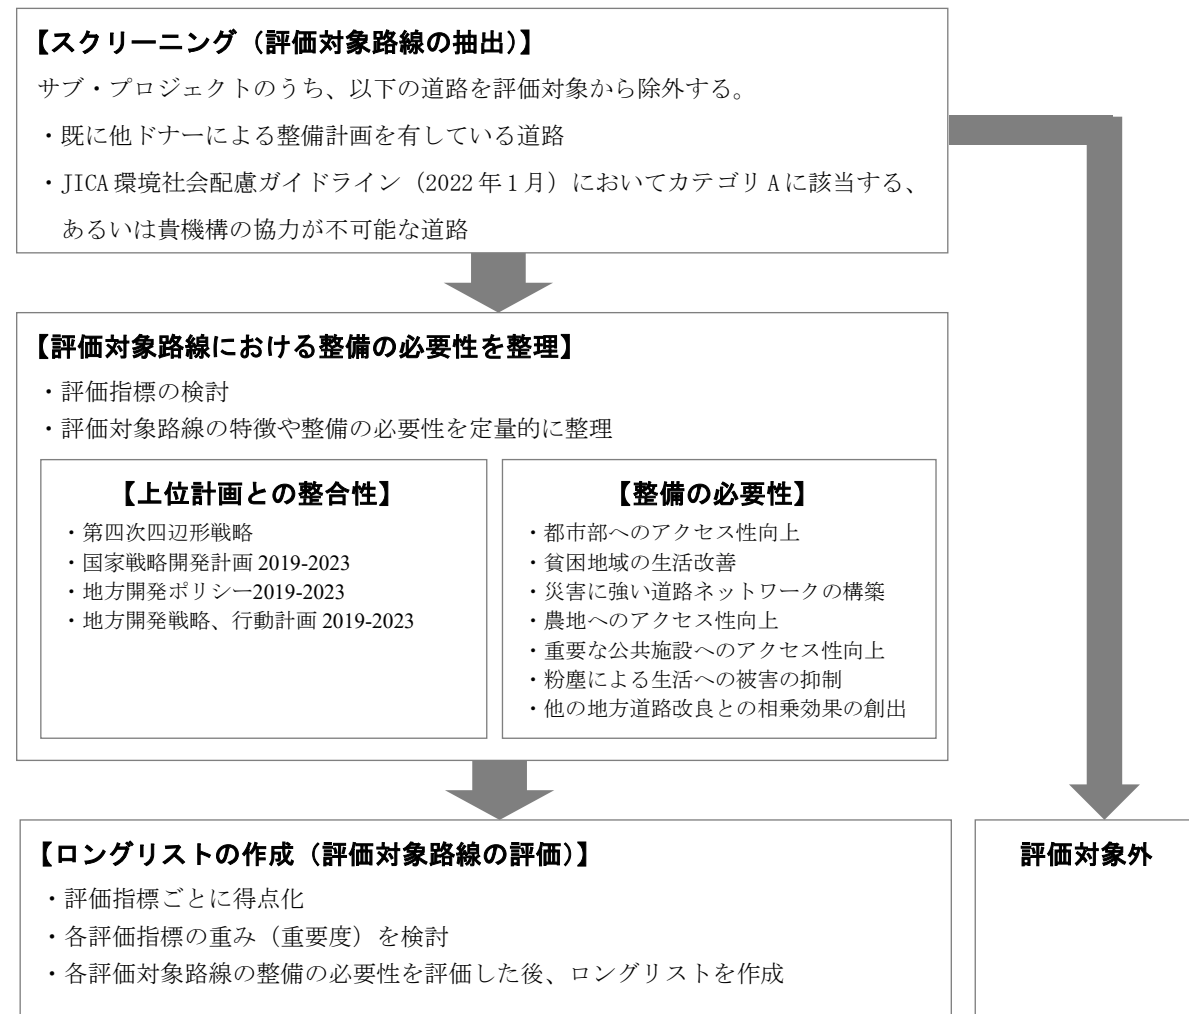 【スクリーニング（評価対象路線の抽出）】
サブ・プロジェクトのうち、以下の道路を評価対象から除外する。
・既に他ドナーによる整備計画を有している道路
・JICA 環境社会配慮ガイドライン（2022 年 1 月）においてカテゴリ A に該当する、
あるいは貴機構の協力が不可能な道路
【評価対象路線における整備の必要性を整理】
・評価指標の検討
・評価対象路線の特徴や整備の必要性を定量的に整理
【上位計画との整合性】
・第四次四辺形戦略
・国家戦略開発計画 2019-2023
・地方開発ポリシー2019-2023
・地方開発戦略、行動計画 2019-2023
【整備の必要性】
・都市部へのアクセス性向上
・貧困地域の生活改善
・災害に強い道路ネットワークの構築
・農地へのアクセス性向上
・重要な公共施設へのアクセス性向上
・粉塵による生活への被害の抑制
・他の地方道路改良との相乗効果の創出
【ロングリストの作成（評価対象路線の評価）】
・評価指標ごとに得点化
・各評価指標の重み（重要度）を検討
・各評価対象路線の整備の必要性を評価した後、ロングリストを作成
評価対象外